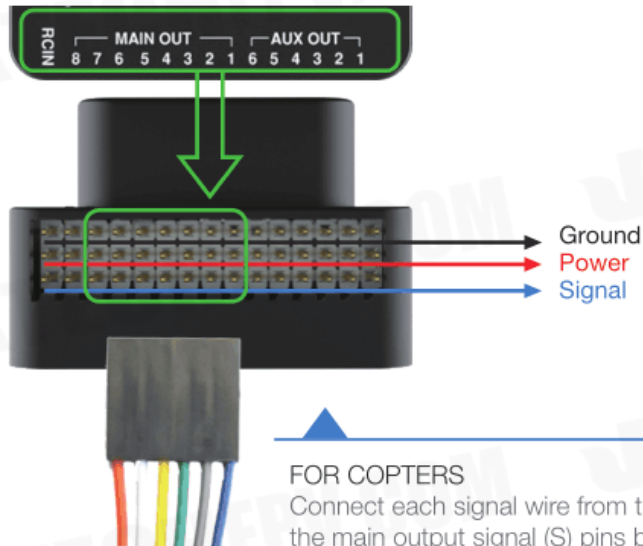 RCIN
MAIN OUT
AUX OUT
8 7 6 5 4 3 2 1 6 5 4 3 2 1
Ground
Power
Signal
FOR COPTERS
Connect each signal wire from t
the main output signal (S) pins b